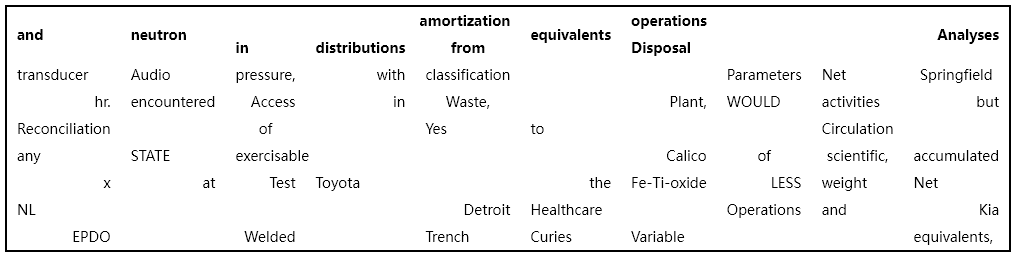 and neutron in distributions amortization from equivalents operations Disposal Analyses
transducer Audio pressure, with classification Parameters Net Springfield
hr. encountered Access in Waste, Plant, WOULD activities but
Reconciliation of Yes to Circulation
any STATE exercisable Calico of scientific, accumulated
x at Test Toyota the Fe-Ti-oxide LESS weight Net
NL Detroit Healthcare Operations and Kia
EPDO Welded Trench Curies Variable equivalents,